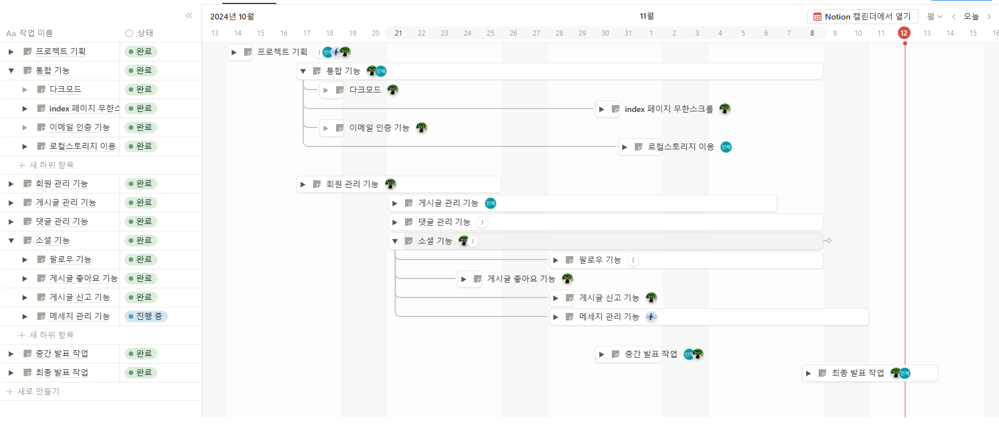 2024년 10월
11월
Notion 캘린더에서 열기
월
오늘
Aa 작업 이름
상태
13 14 15 16 17 18 19 20 21 22 23 24 25 26 27 28 29 30 31 1 2 3 4 5 6 7 8 9 10 11 12 13 14 15 16
프로젝트 기획 완료 프로젝트 기획 J 인재
통합 기능 완료 통합 기능 인재
다크모드 완료 다크모드
index 페이지 무한스 완료 index 페이지 무한스크롤
이메일 인증 기능 완료 이메일 인증 기능
로컬스토리지 이용 완료 로컬스토리지 이용 인재
+ 새 하위 항목
회원 관리 기능 완료 회원 관리 기능
게시글 관리 기능 완료 게시글 관리 기능 인재
댓글 관리 기능 완료 댓글 관리 기능 J
소셜 기능 완료 소셜 기능 J
팔로우 기능 완료 팔로우 기능 J
게시글 좋아요 기능 완료 게시글 좋아요 기능
게시글 신고 기능 완료 게시글 신고 기능
메세지 관리 기능 진행 중 메세지 관리 기능
+ 새 하위 항목
중간 발표 작업 완료 중간 발표 작업 인재
최종 발표 작업 완료 최종 발표 작업 인재
+ 새로 만들기